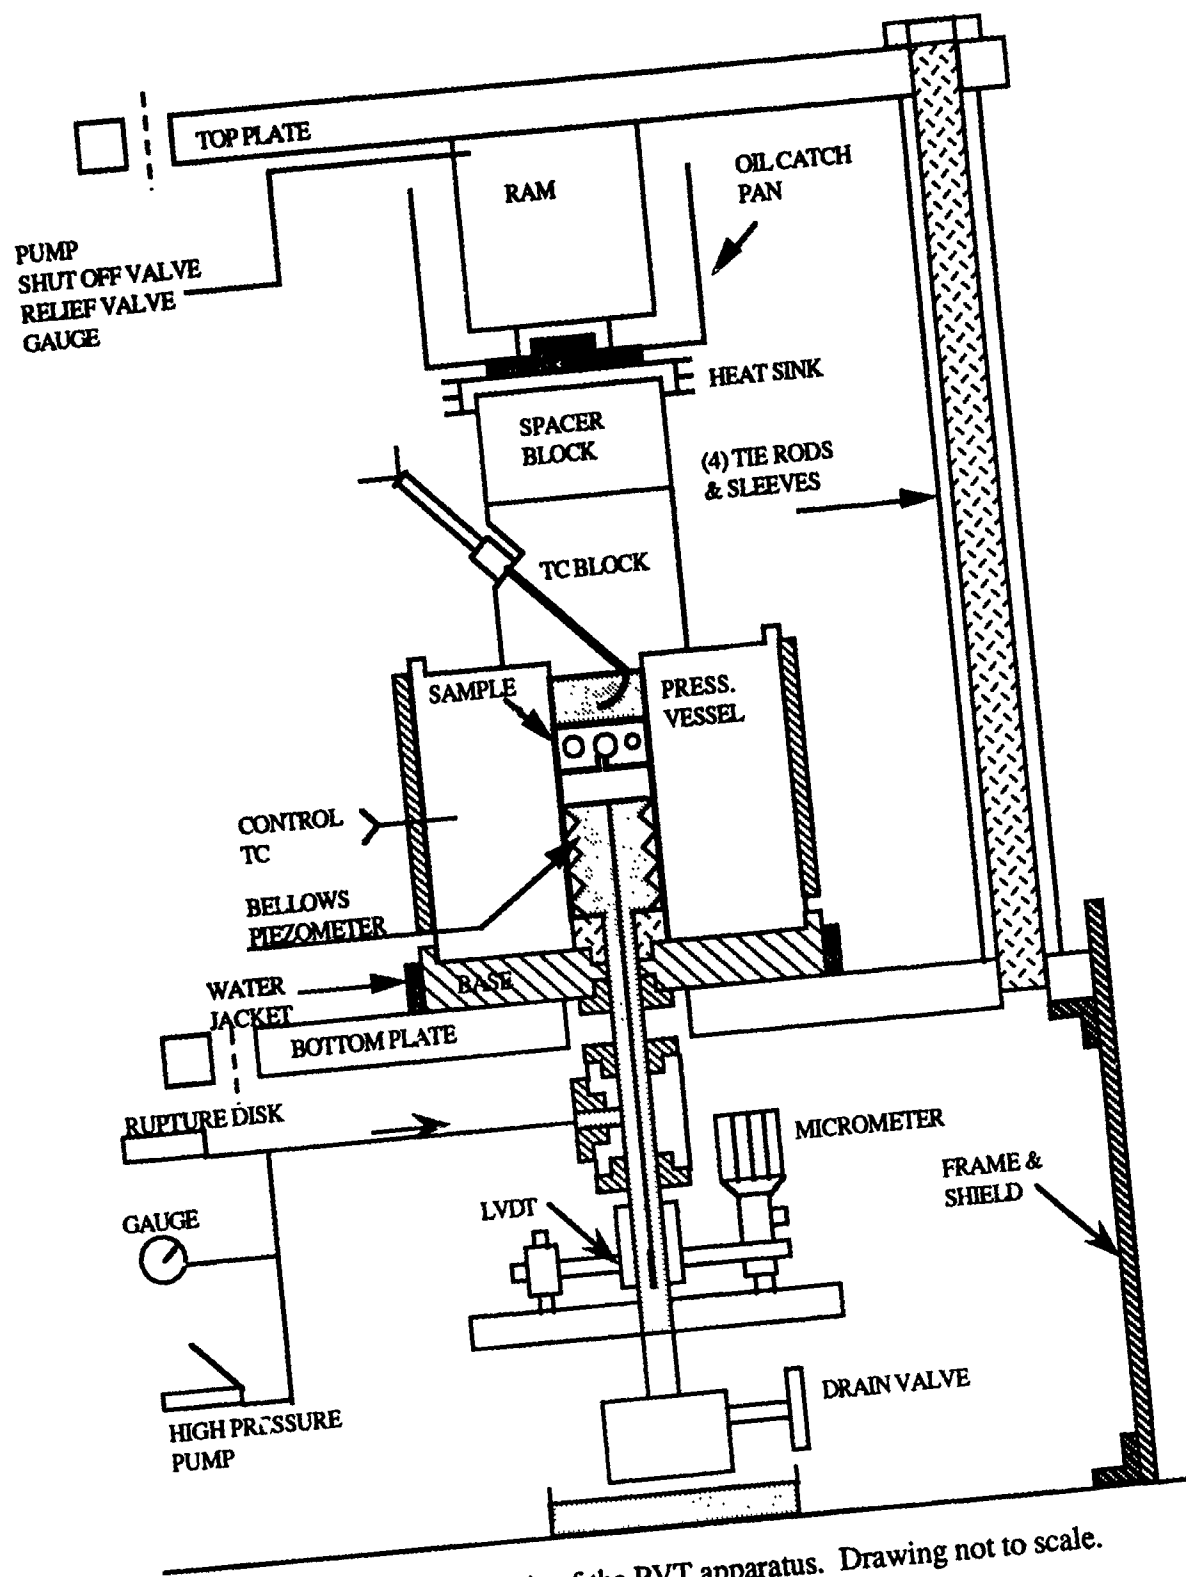 TOP PLATE
RAM
OIL CATCH
PAN
PUMP
SHUT OFF VALVE
RELIEF VALVE
GAUGE
HEAT SINK
SPACER
BLOCK
(4) TIE RODS
& SLEEVES
TC BLOCK
SAMPLE
PRESS.
VESSEL
CONTROL
TC
BELLOWS
PIEZOMETER
WATER
JACKET
BASE
BOTTOM PLATE
RUPTURE DISK
MICROMETER
FRAME &
SHIELD
LVDT
GAUGE
DRAIN VALVE
HIGH PRESSURE
PUMP
of the PVT apparatus. Drawing not to scale.